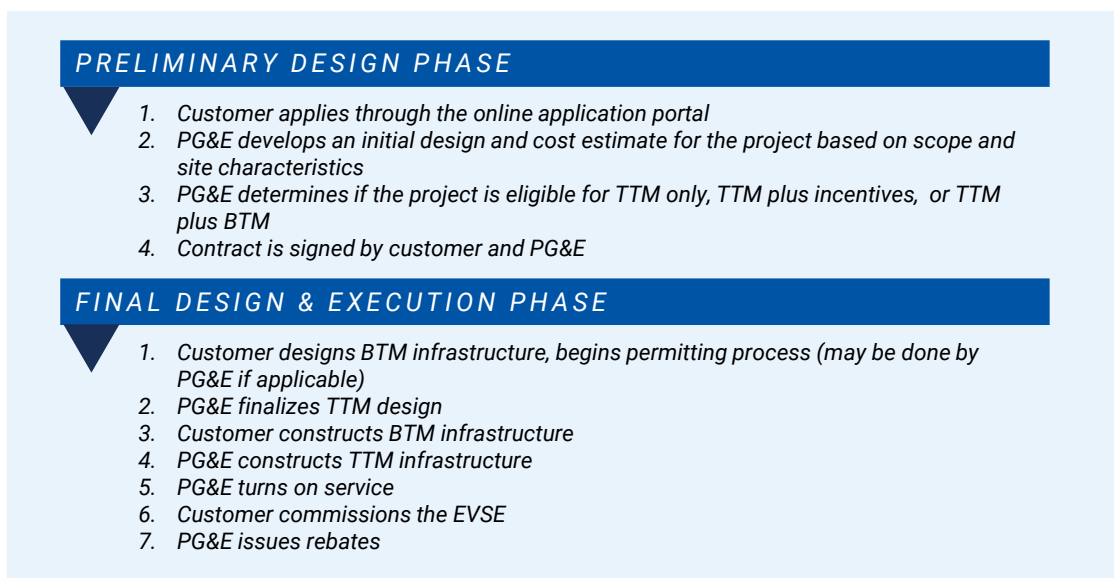 PRELIMINARY DESIGN PHASE
1. Customer applies through the online application portal
2. PG&E develops an initial design and cost estimate for the project based on scope and
site characteristics
3. PG&E determines if the project is eligible for TTM only, TTM plus incentives, or TTM
plus BTM
4. Contract is signed by customer and PG&E
FINAL DESIGN & EXECUTION PHASE
1. Customer designs BTM infrastructure, begins permitting process (may be done by
PG&E if applicable)
2. PG&E finalizes TTM design
3. Customer constructs BTM infrastructure
4. PG&E constructs TTM infrastructure
5. PG&E turns on service
6. Customer commissions the EVSE
7. PG&E issues rebates